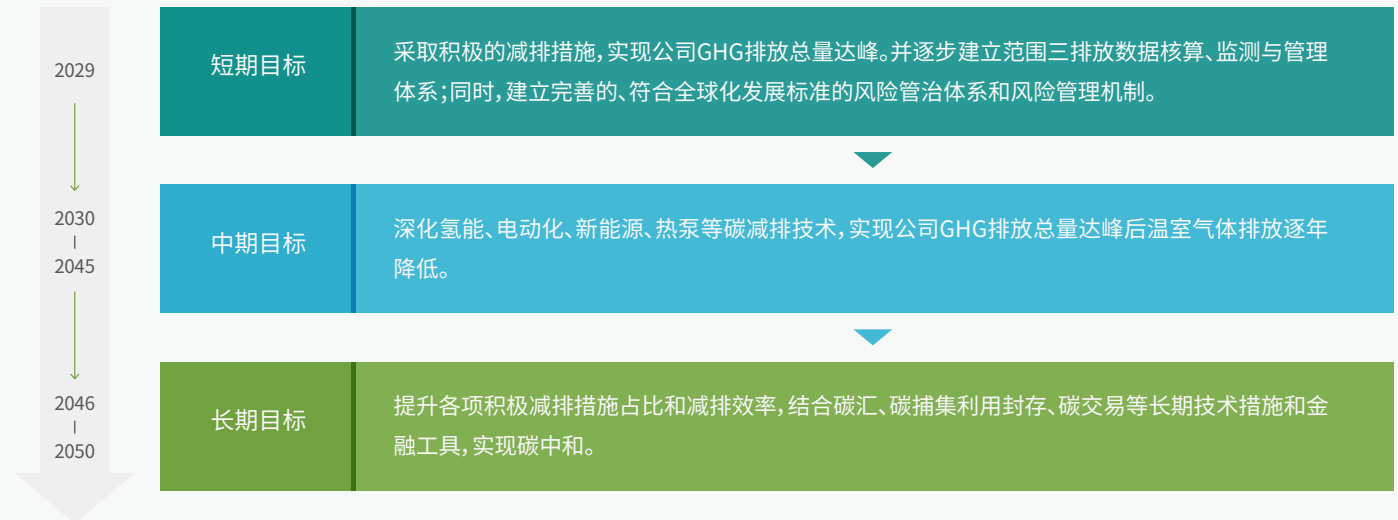 2029
短期目标
采取积极的减排措施,实现公司GHG排放总量达峰。并逐步建立范围三排放数据核算、监测与管理
体系;同时,建立完善的、符合全球化发展标准的风险管治体系和风险管理机制。
2030
|
2045
中期目标
深化氢能、电动化、新能源、热泵等碳减排技术,实现公司GHG排放总量达峰后温室气体排放逐年
降低。
2046
|
2050
长期目标
提升各项积极减排措施占比和减排效率,结合碳汇、碳捕集利用封存、碳交易等长期技术措施和金
融工具,实现碳中和。